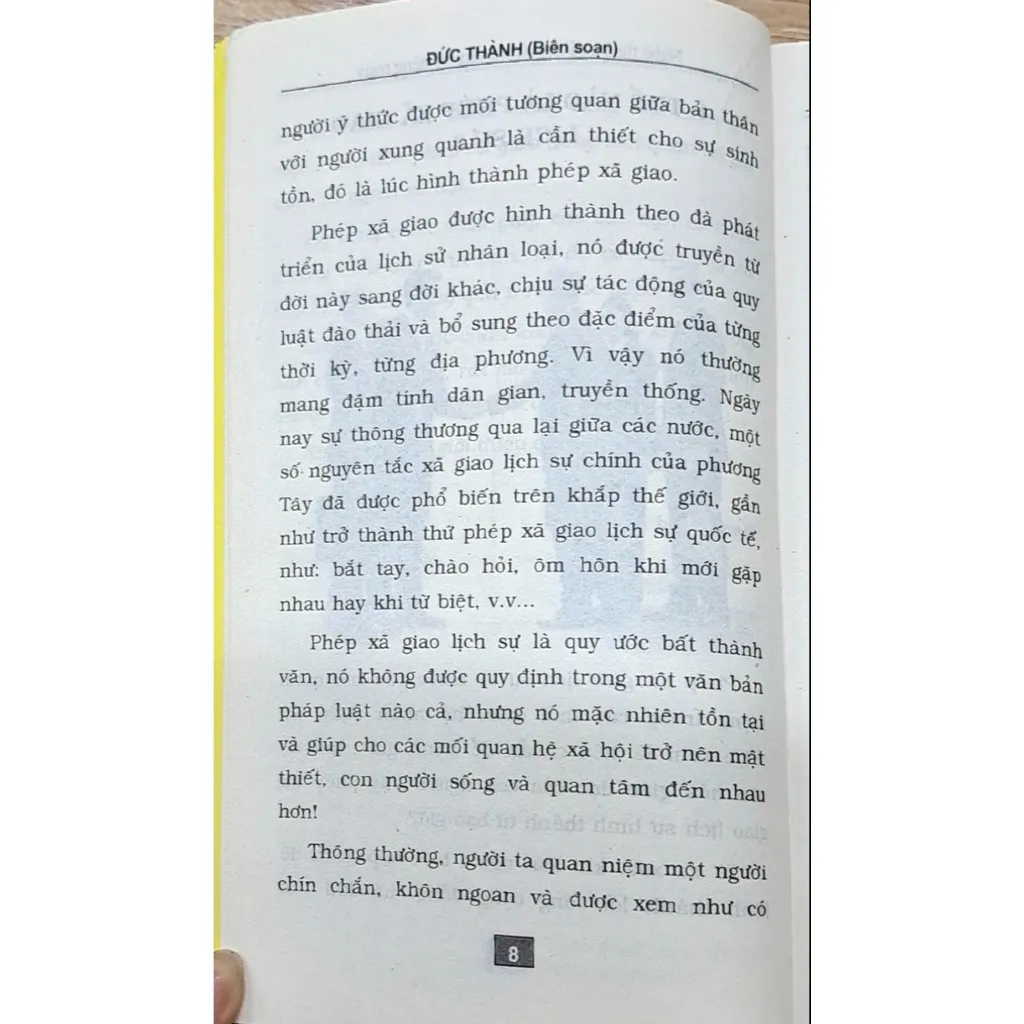 ĐỨC THÀNH (Biên soạn)
người ý thức được mối tương quan giữa bản thân
với người xung quanh là cần thiết cho sự sinh
tồn, đó là lúc hình thành phép xã giao.
Phép xã giao được hình thành theo đà phát
triển của lịch sử nhân loại, nó được truyền từ
đời này sang đời khác, chịu sự tác động của quy
luật đào thải và bổ sung theo đặc điểm của từng
thời kỳ, từng địa phương. Vì vậy nó thường
mang đậm tinh dân gian, truyền thống. Ngày
nay sự thông thương qua lại giữa các nước, một
số nguyên tắc xã giao lịch sự chính của phương
Tây đã được phổ biến trên khắp thế giới, gần
như trở thành thứ phép xã giao lịch sự quốc tế,
như: bắt tay, chào hỏi, ôm hôn khi mới gặp
nhau hay khi từ biệt, v.v...
Phép xã giao lịch sự là quy ước bất thành
văn, nó không được quy định trong một văn bản
pháp luật nào cả, nhưng nó mặc nhiên tồn tại
và giúp cho các mối quan hệ xã hội trở nên mật
thiết, con người sống và quan tâm đến nhau
hơn!
Thông thường, người ta quan niệm một người
chín chắn, khôn ngoan và được xem như có
8